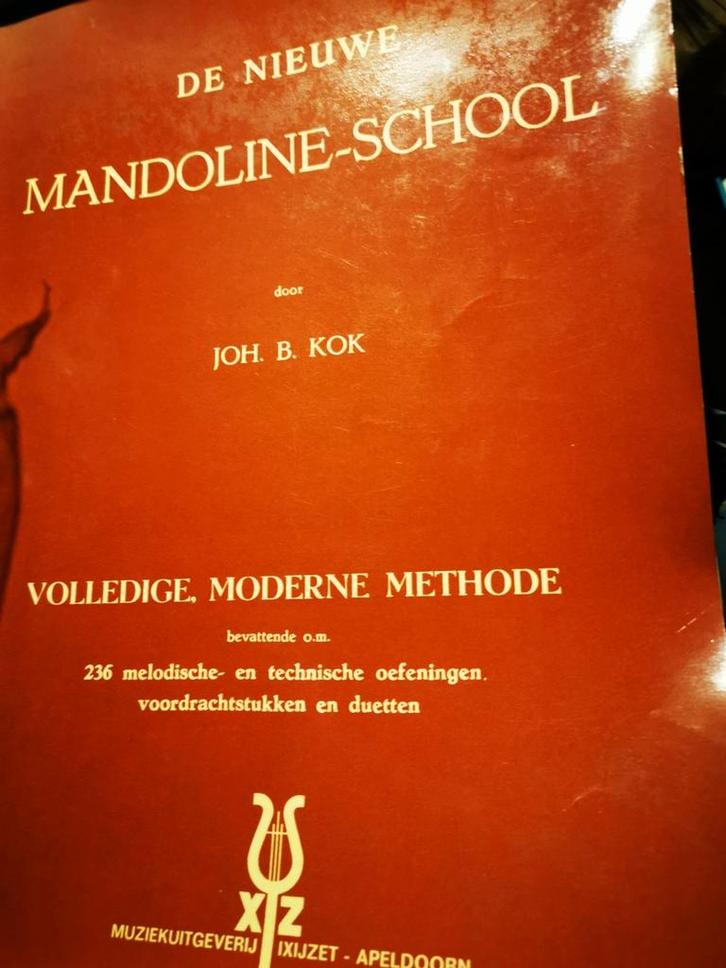 DE NIEUWE
MANDOLINE-SCHOOL
door
JOH. B. KOK
VOLLEDIGE, MODERNE METHODE
bevattende o.m.
236 melodische- en technische oefeningen,
voordrachtstukken en duetten
XYZ
MUZIEKUITGEVERIJ IXIJZET - APELDOORN